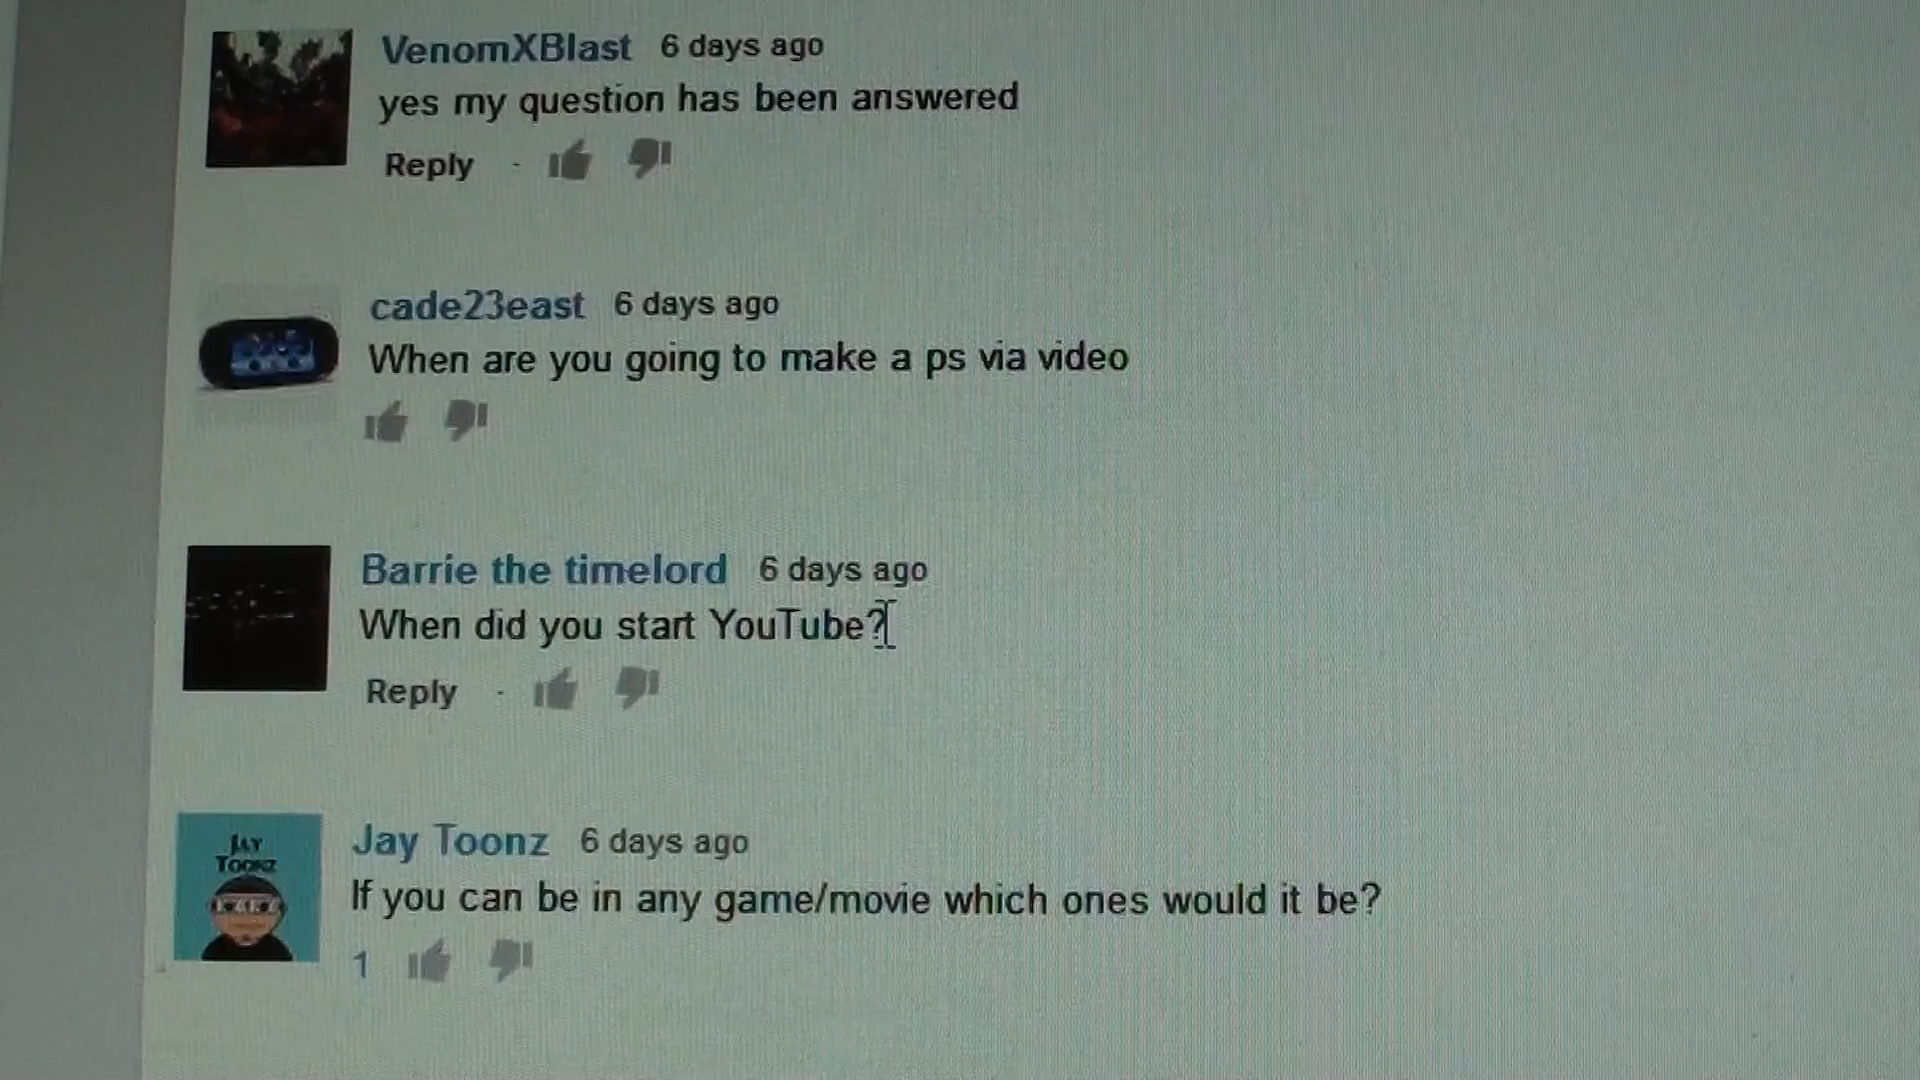 VenomXBlast 6 days ago
yes my question has been answered
Reply
cade23east 6 days ago
When are you going to make a ps via video
Barrie the timelord 6 days ago
When did you start YouTube?
Reply
JAY
TOONZ
Jay Toonz 6 days ago
If you can be in any game/movie which ones would it be?
1